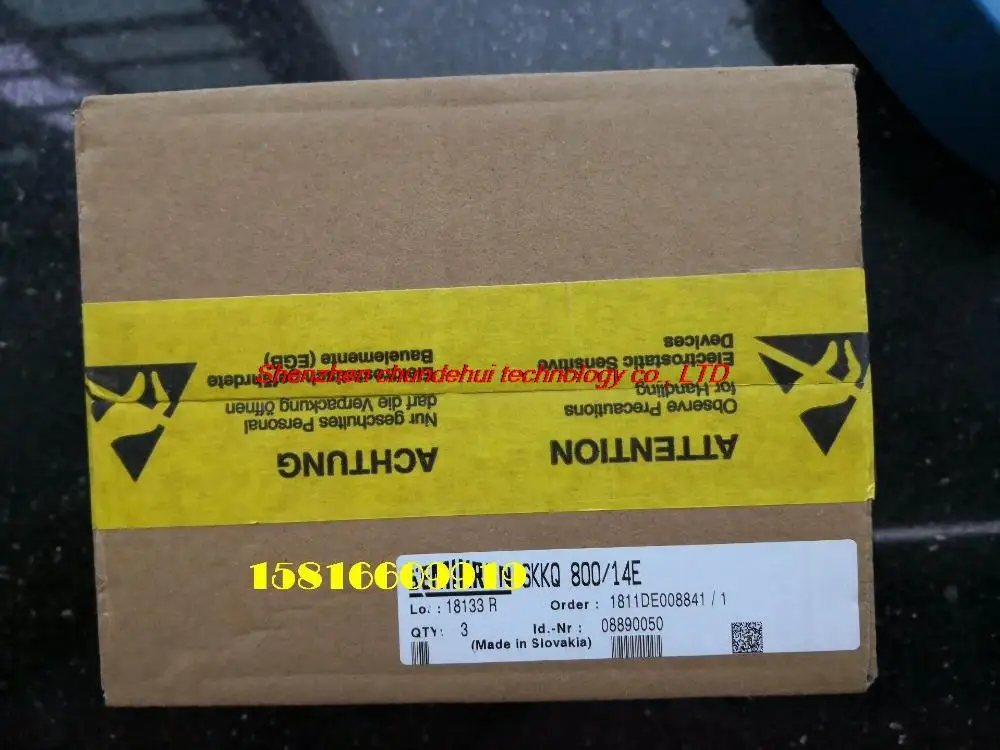 ATTENTION
Observe Precautions
for Handling
Electrostatic Sensitive
Devices
ACHTUNG
Nur geschultes Personal
darf die Verpackung öffnen
Bauelemente (EGB)
Shenzhen chundehui technology co., LTD
15816609910
SKKQ 800/14E
Lot : 18133 R Order : 1811DE008841 / 1
QTY: 3 Id.-Nr : 08890050
(Made in Slovakia)